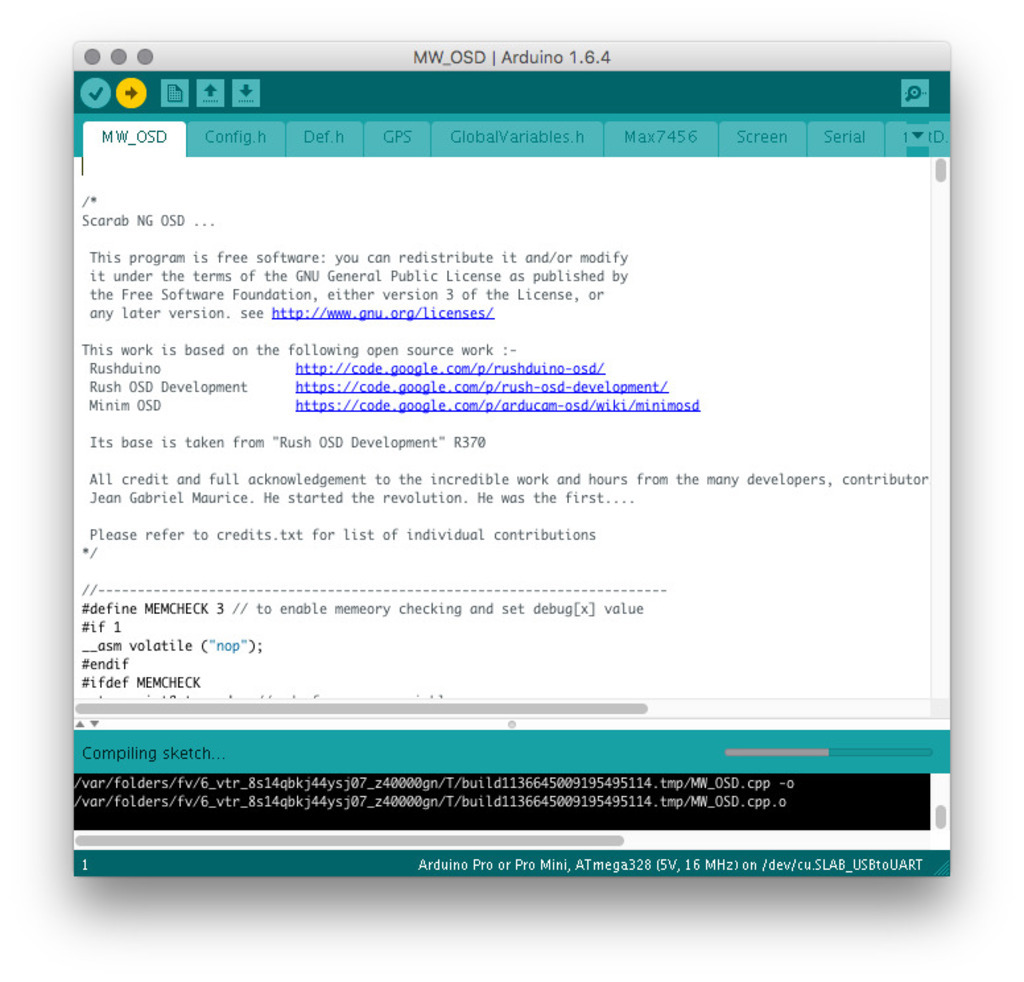 MW_OSD | Arduino 1.6.4
MW_OSD Config.h Def.h GPS GlobalVariables.h Max7456 Screen Serial
/*
Scarab NG OSD ...
This program is free software: you can redistribute it and/or modify
it under the terms of the GNU General Public License as published by
the Free Software Foundation, either version 3 of the License, or
any later version. see http://www.gnu.org/licenses/
This work is based on the following open source work :-
Rushduino http://code.google.com/p/rushduino-osd/
Rush OSD Development https://code.google.com/p/rush-osd-development/
Minim OSD https://code.google.com/p/arducam-osd/wiki/minimosd
Its base is taken from "Rush OSD Development" R370
All credit and full acknowledgement to the incredible work and hours from the many developers, contributor
Jean Gabriel Maurice. He started the revolution. He was the first....
Please refer to credits.txt for list of individual contributions
*/
//------------------------------------------------------------------------
#define MEMCHECK 3 // to enable memeory checking and set debug[x] value
#if 1
__asm volatile ("nop");
#endif
#ifdef MEMCHECK
Compiling sketch...
/var/folders/fv/6_vtr_8s14qbkj44ysj07_z40000gn/T/build1136645009195495114.tmp/MW_OSD.cpp -o
/var/folders/fv/6_vtr_8s14qbkj44ysj07_z40000gn/T/build1136645009195495114.tmp/MW_OSD.cpp.o
1 Arduino Pro or Pro Mini, ATmega328 (5V, 16 MHz) on /dev/cu.SLAB_USBtoUART